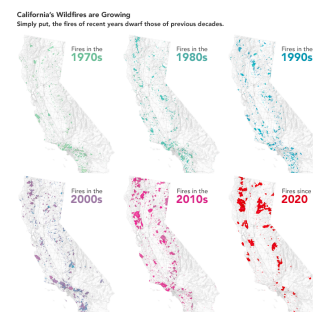 California's Wildfires are Growing
Simply put, the fires of recent years dwarf those of previous decades.
Fires in the
1970s
Fires in the
1980s
Fires in the
1990s
Fires in the
2000s
Fires in the
2010s
Fires since
2020